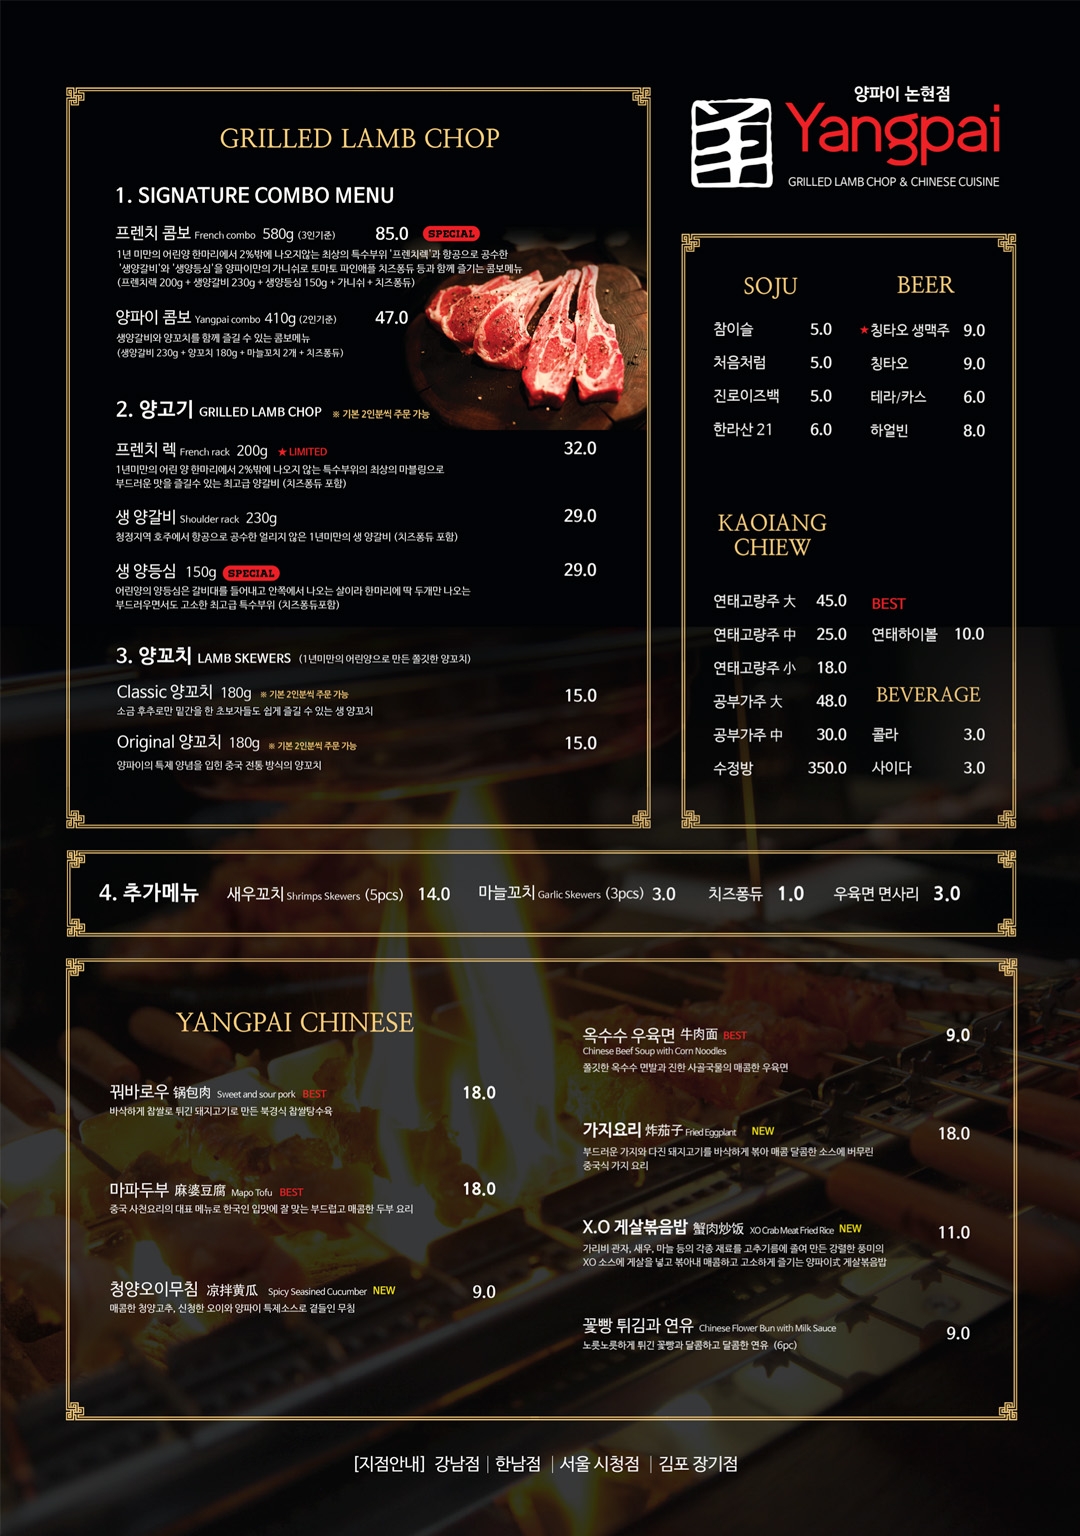 양파이 논현점
Yangpai
GRILLED LAMB CHOP & CHINESE CUISINE
GRILLED LAMB CHOP
1. SIGNATURE COMBO MENU
프렌치 콤보 French combo 580g (3인기준) 85.0 SPECIAL
1년 미만의 어린양 한마리에서 2%밖에 나오지않는 최상의 특수부위 '프렌치랙'과 항공으로 공수한
'생양갈비'와 '생양등심'을 양파이만의 가니쉬로 토마토 파인애플 치즈퐁듀 등과 함께 즐기는 콤보메뉴
(프렌치랙 200g + 생양갈비 230g + 생양등심 150g + 가니쉬 + 치즈퐁듀)
양파이 콤보 Yangpai combo 410g (2인기준) 47.0
생양갈비와 양꼬치를 함께 즐길 수 있는 콤보메뉴
(생양갈비 230g + 양꼬치 180g + 마늘꼬치 2개 + 치즈퐁듀)
2. 양고기 GRILLED LAMB CHOP ※ 기본 2인분씩 주문 가능
프렌치 렉 French rack 200g ★LIMITED 32.0
1년미만의 어린 양 한마리에서 2%밖에 나오지 않는 특수부위의 최상의 마블링으로
부드러운 맛을 즐길수 있는 최고급 양갈비 (치즈퐁듀 포함)
생 양갈비 Shoulder rack 230g 29.0
청정지역 호주에서 항공으로 공수한 얼리지 않은 1년미만의 생 양갈비 (치즈퐁듀 포함)
생 양등심 150g SPECIAL 29.0
어린양의 양등심은 갈비대를 들어내고 안쪽에서 나오는 살이라 한마리에 딱 두개만 나오는
부드러우면서도 고소한 최고급 특수부위 (치즈퐁듀포함)
3. 양꼬치 LAMB SKEWERS (1년미만의 어린양으로 만든 쫄깃한 양꼬치)
Classic 양꼬치 180g ※ 기본 2인분씩 주문 가능 15.0
소금 후추로만 밑간을 한 초보자들도 쉽게 즐길 수 있는 생 양꼬치
Original 양꼬치 180g ※ 기본 2인분씩 주문 가능 15.0
양파이의 특제 양념을 입힌 중국 전통 방식의 양꼬치
SOJU
참이슬 5.0
처음처럼 5.0
진로이즈백 5.0
한라산 21 6.0
BEER
★칭타오 생맥주 9.0
칭타오 9.0
테라/카스 6.0
하얼빈 8.0
KAOIANG
CHIEW
연태고량주 大 45.0
연태고량주 中 25.0
연태고량주 小 18.0
공부가주 大 48.0
공부가주 中 30.0
수정방 350.0
BEST
연태하이볼 10.0
BEVERAGE
콜라 3.0
사이다 3.0
4. 추가메뉴 새우꼬치 Shrimps Skewers (5pcs) 14.0 마늘꼬치 Garlic Skewers (3pcs) 3.0 치즈퐁듀 1.0 우육면 면사리 3.0
YANGPAI CHINESE
꿔바로우 锅包肉 Sweet and sour pork BEST 18.0
바삭하게 찹쌀로 튀긴 돼지고기로 만든 북경식 찹쌀탕수육
마파두부 麻婆豆腐 Mapo Tofu BEST 18.0
중국 사천요리의 대표 메뉴로 한국인 입맛에 잘 맞는 부드럽고 매콤한 두부 요리
청양오이무침 凉拌黄瓜 Spicy Seasined Cucumber NEW 9.0
매콤한 청양고추, 신청한 오이와 양파이 특제소스로 곁들인 무침
옥수수 우육면 牛肉面 BEST 9.0
Chinese Beef Soup with Corn Noodles
쫄깃한 옥수수 면발과 진한 사골국물의 매콤한 우육면
가지요리 炸茄子 Fried Eggplant NEW 18.0
부드러운 가지와 다진 돼지고기를 바삭하게 볶아 매콤 달콤한 소스에 버무린
중국식 가지 요리
X.O 게살볶음밥 蟹肉炒饭 XO Crab Meat Fried Rice NEW 11.0
가리비 관자, 새우, 마늘 등의 각종 재료를 고추기름에 졸여 만든 강렬한 풍미의
XO 소스에 게살을 넣고 볶아내 매콤하고 고소하게 즐기는 양파이式 게살볶음밥
꽃빵 튀김과 연유 Chinese Flower Bun with Milk Sauce 9.0
노릇노릇하게 튀긴 꽃빵과 달콤하고 달콤한 연유 (6pc)
[지점안내] 강남점 | 한남점 | 서울 시청점 | 김포 장기점